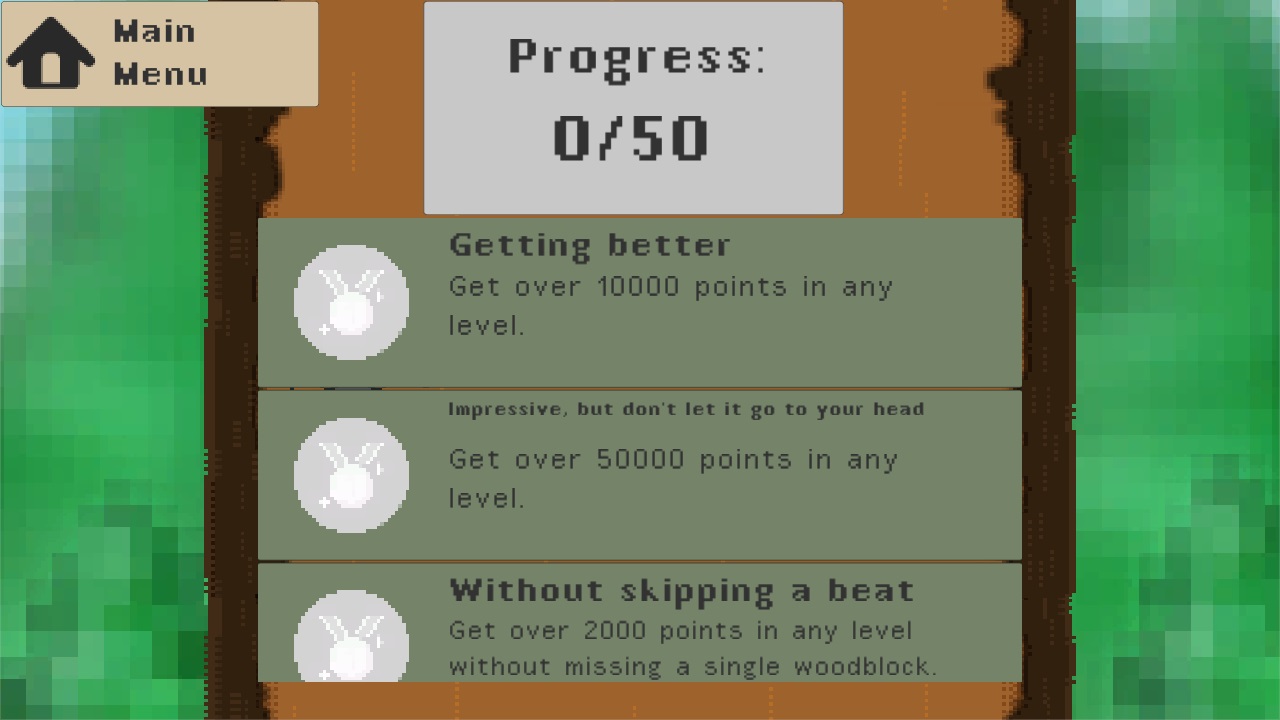 Main
Menu
Progress:
0/50
Getting better
Get over 10000 points in any
level.
Impressive, but don't let it go to your head
Get over 50000 points in any
level.
Without skipping a beat
Get over 2000 points in any level
without missing a single woodblock.